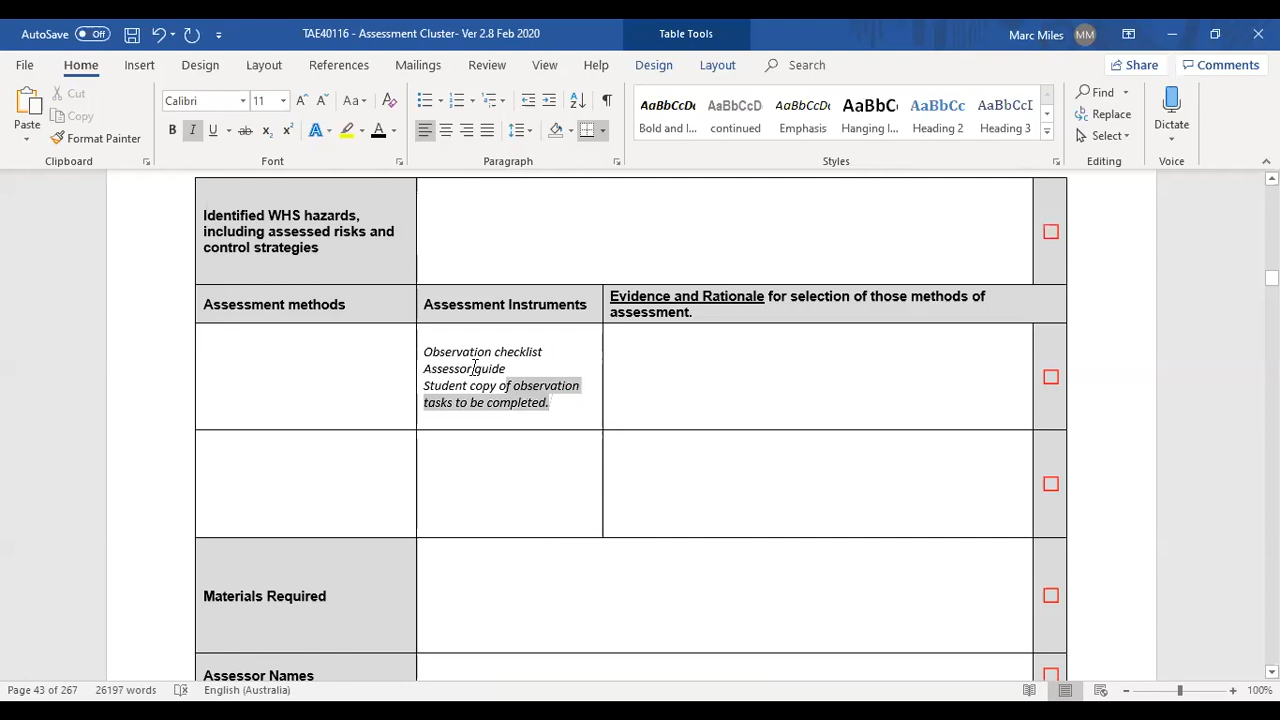 AutoSave Off TAE40116 - Assessment Cluster- Ver 2.8 Feb 2020 Table Tools Marc Miles MM
File Home Insert Design Layout References Mailings Review View Help Design Layout Search Share Comments
Paste Cut Copy Format Painter
Calibri 11 Aa
B I U ab x₂ x² A A
AaBbCcDc AaBbCcDc AaBbCcDc AaBbC AaBbCc AaBbCcD
Bold and I... continued Emphasis Hanging I... Heading 2 Heading 3
Find Replace Select Dictate
Clipboard Font Paragraph Styles Editing Voice
Identified WHS hazards,
including assessed risks and
control strategies
Assessment methods Assessment Instruments Evidence and Rationale for selection of those methods of
assessment.
Observation checklist
Assessor guide
Student copy of observation
tasks to be completed.
Materials Required
Assessor Names
Page 43 of 267 26197 words English (Australia) 100%